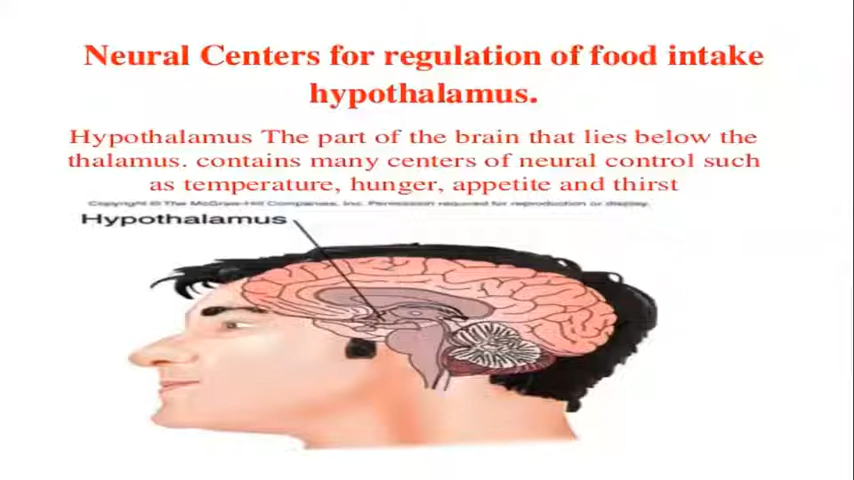 Neural Centers for regulation of food intake
hypothalamus.
Hypothalamus The part of the brain that lies below the
thalamus. contains many centers of neural control such
as temperature, hunger, appetite and thirst
Copyright © The McGraw-Hill Companies, Inc. Permission required for reproduction or display.
Hypothalamus